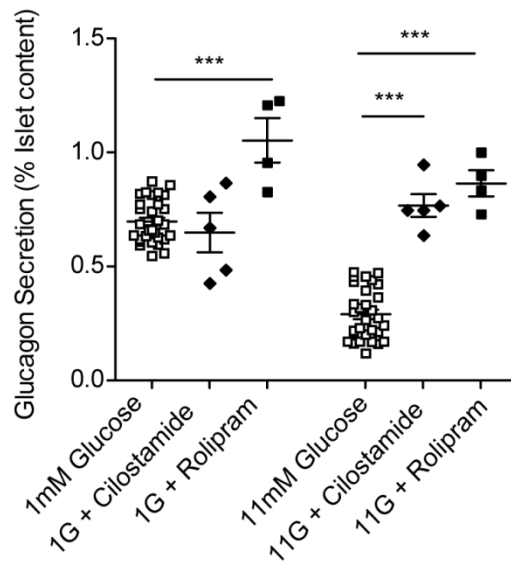 Glucagon Secretion (% Islet content)
1.5
1.0
0.5
0.0
***
***
***
1mM Glucose
1G + Cilostamide
1G + Rolipram
11mM Glucose
11G + Cilostamide
11G + Rolipram